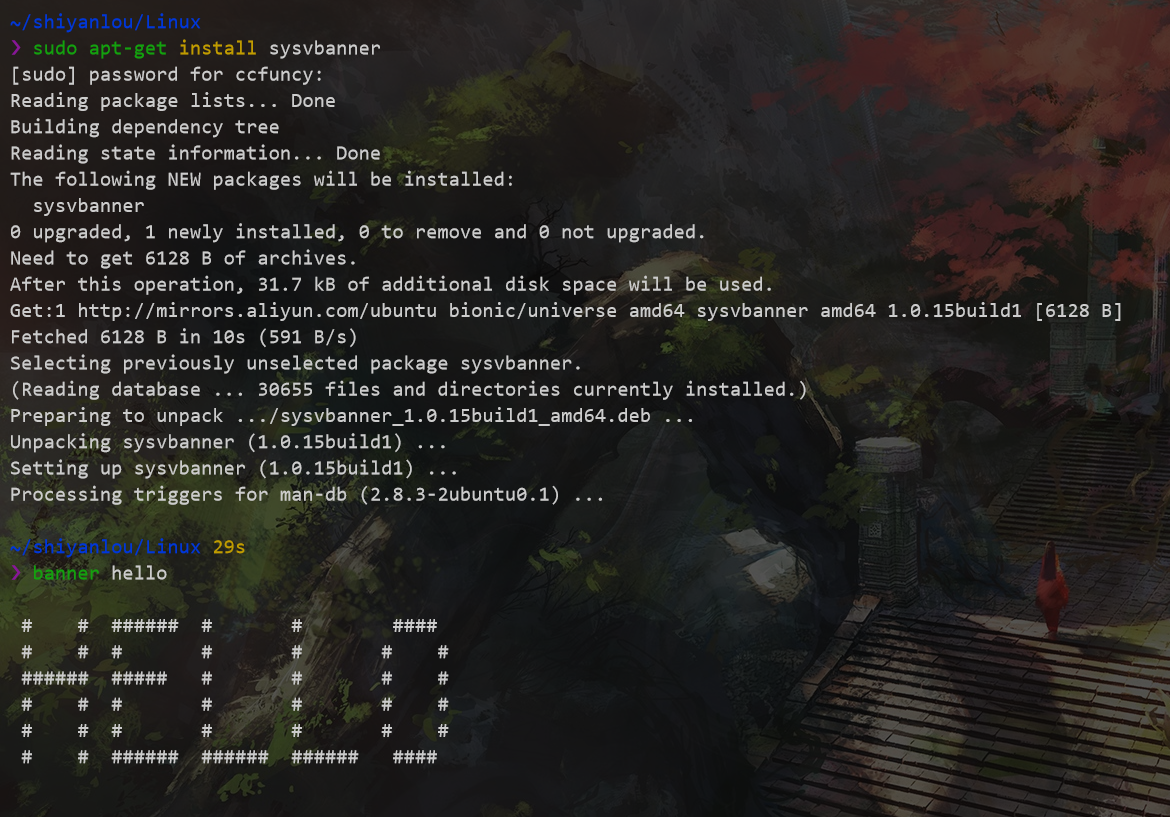 ~/shiyanlou/Linux
❯ sudo apt-get install sysvbanner
[sudo] password for ccfuncy:
Reading package lists... Done
Building dependency tree
Reading state information... Done
The following NEW packages will be installed:
  sysvbanner
0 upgraded, 1 newly installed, 0 to remove and 0 not upgraded.
Need to get 6128 B of archives.
After this operation, 31.7 kB of additional disk space will be used.
Get:1 http://mirrors.aliyun.com/ubuntu bionic/universe amd64 sysvbanner amd64 1.0.15build1 [6128 B]
Fetched 6128 B in 10s (591 B/s)
Selecting previously unselected package sysvbanner.
(Reading database ... 30655 files and directories currently installed.)
Preparing to unpack .../sysvbanner_1.0.15build1_amd64.deb ...
Unpacking sysvbanner (1.0.15build1) ...
Setting up sysvbanner (1.0.15build1) ...
Processing triggers for man-db (2.8.3-2ubuntu0.1) ...

~/shiyanlou/Linux 29s
❯ banner hello

 #    #  ######  #       #        ####
 #    #  #       #       #       #    #
 ######  #####   #       #       #    #
 #    #  #       #       #       #    #
 #    #  #       #       #       #    #
 #    #  ######  ######  ######   ####